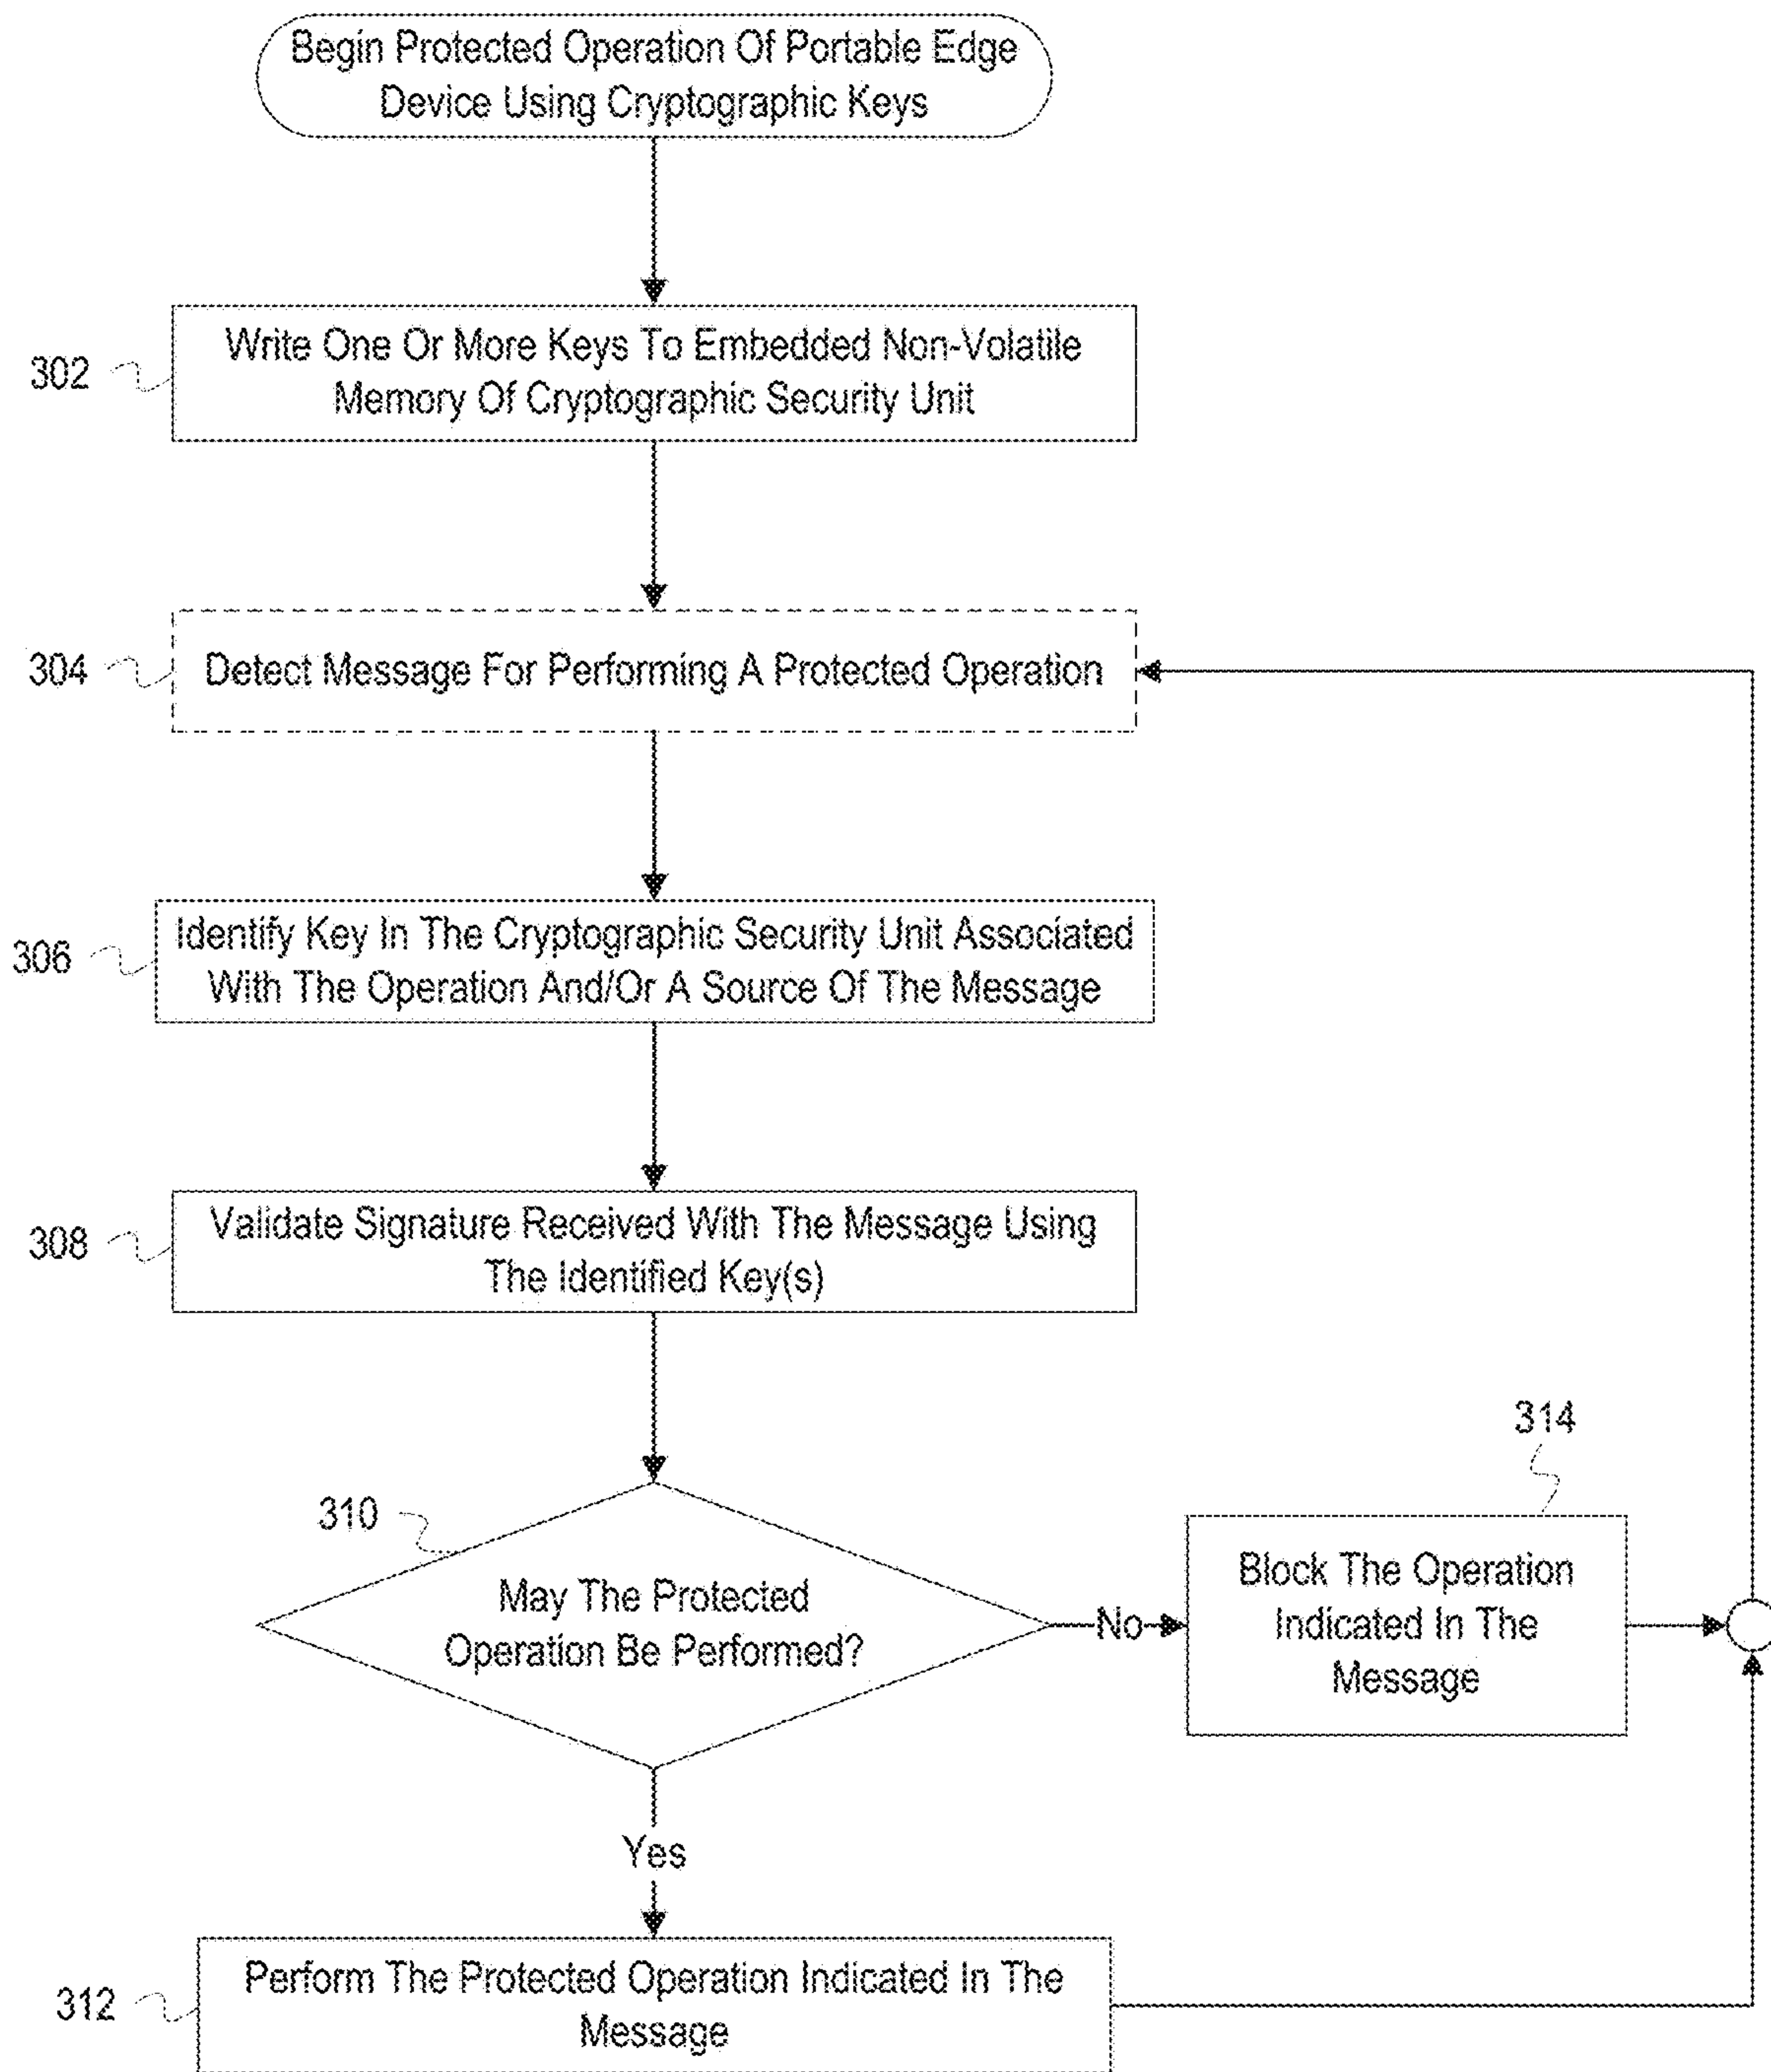 Begin Protected Operation Of Portable Edge
Device Using Cryptographic Keys
302
Write One Or More Keys To Embedded Non-Volatile
Memory Of Cryptographic Security Unit
304
Detect Message For Performing A Protected Operation
306
Identify Key In The Cryptographic Security Unit Associated
With The Operation And/Or A Source Of The Message
308
Validate Signature Received With The Message Using
The Identified Key(s)
310
May The Protected
Operation Be Performed?
No
314
Block The Operation
Indicated In The
Message
Yes
312
Perform The Protected Operation Indicated In The
Message